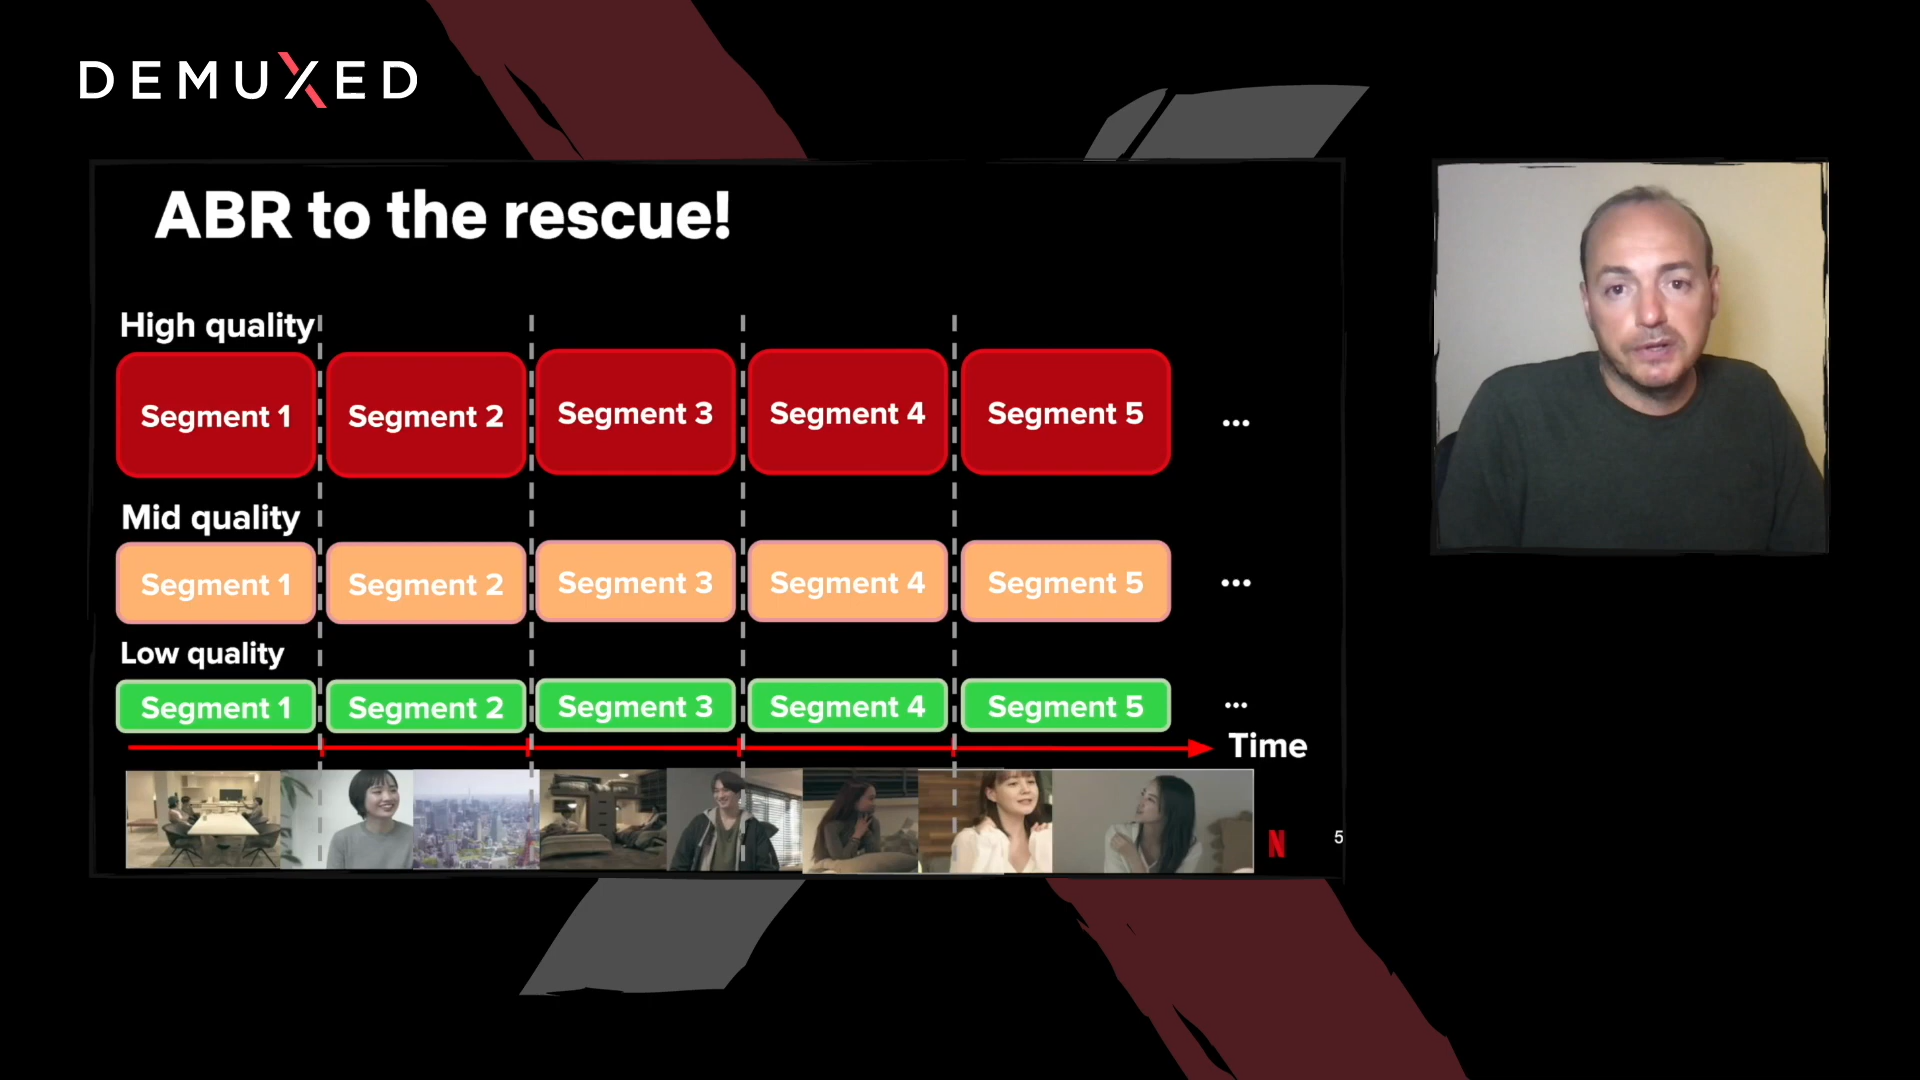 DEMUXED
ABR to the rescue!
High quality
Segment 1 Segment 2 Segment 3 Segment 4 Segment 5 ...
Mid quality
Segment 1 Segment 2 Segment 3 Segment 4 Segment 5 ...
Low quality
Segment 1 Segment 2 Segment 3 Segment 4 Segment 5 ...
Time
N 5